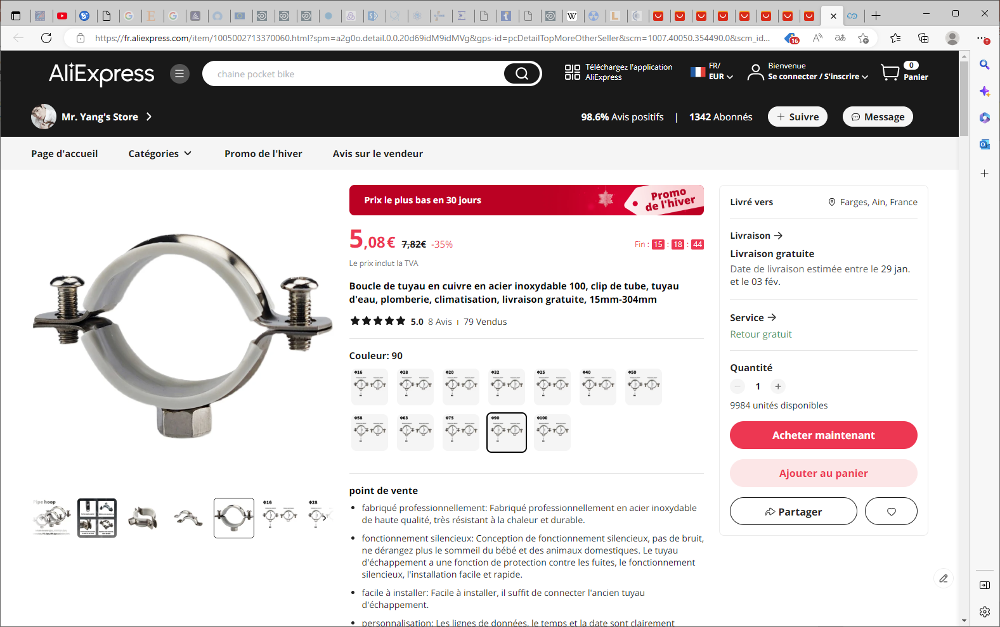 https://fr.aliexpress.com/item/1005002713370060.html?spm=a2g0o.detail.0.0.20d69idM9idMVg&gps-id=pcDetailTopMoreOtherSeller&scm=1007.40050.354490.0&scm_id...
16
1
AliExpress
chaine pocket bike
Téléchargez l'application
AliExpress
FR/
EUR
Bienvenue
Se connecter / S'inscrire
0
Panier
Mr. Yang's Store
98.6% Avis positifs | 1342 Abonnés
+ Suivre
Message
Page d'accueil
Catégories
Promo de l'hiver
Avis sur le vendeur
Prix le plus bas en 30 jours
Promo
de l'hiver
5,08€ 7,82€ -35%
Fin : 15 : 18 : 44
Le prix inclut la TVA
Boucle de tuyau en cuivre en acier inoxydable 100, clip de tube, tuyau
d'eau, plomberie, climatisation, livraison gratuite, 15mm-304mm
5.0 8 Avis 79 Vendus
Couleur: 90
Φ16 Φ28 Φ20 Φ32 Φ25 Φ40 Φ50
Φ58 Φ63 Φ75 Φ90 Φ100
point de vente
fabriqué professionnellement: Fabriqué professionnellement en acier inoxydable
de haute qualité, très résistant à la chaleur et durable.
fonctionnement silencieux: Conception de fonctionnement silencieux, pas de bruit,
ne dérangez plus le sommeil du bébé et des animaux domestiques. Le tuyau
d'échappement a une fonction de protection contre les fuites, le fonctionnement
silencieux, l'installation facile et rapide.
facile à installer: Facile à installer, il suffit de connecter l'ancien tuyau
d'échappement.
personnalisation: Les lignes de données, le temps et la date sont clairement
Pipe hoop
Φ16
Φ28
Livré vers
Farges, Ain, France
Livraison
Livraison gratuite
Date de livraison estimée entre le 29 jan.
et le 03 fév.
Service
Retour gratuit
Quantité
− 1 +
9984 unités disponibles
Acheter maintenant
Ajouter au panier
Partager